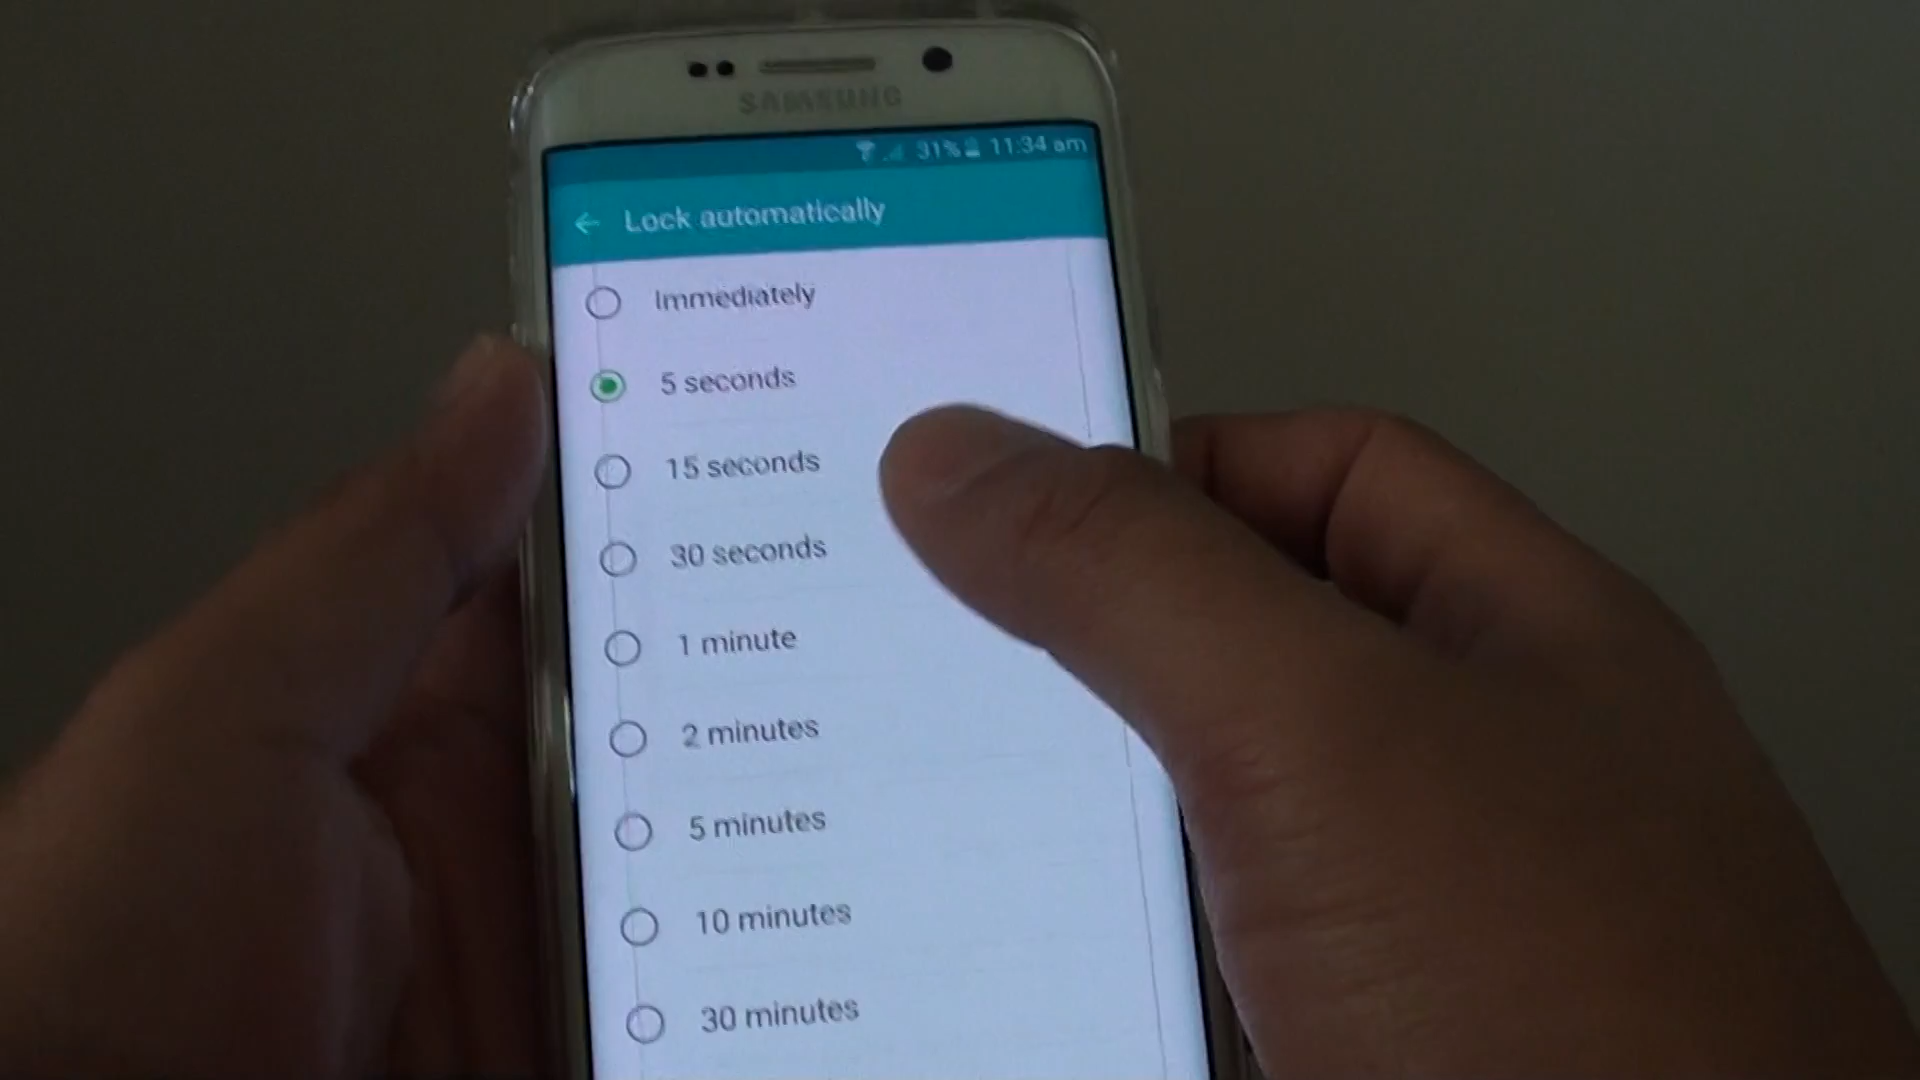 SAMSUNG
31% 11:34 am
Lock automatically
Immediately
5 seconds
15 seconds
30 seconds
1 minute
2 minutes
5 minutes
10 minutes
30 minutes